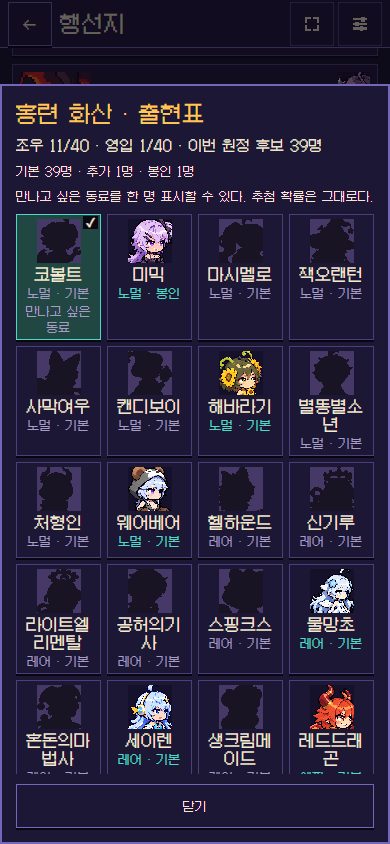 행선지
홍련 화산 · 출현표
조우 11/40 · 영입 1/40 · 이번 원정 후보 39명
기본 39명 · 추가 1명 · 봉인 1명
만나고 싶은 동료를 한 명 표시할 수 있다. 추첨 확률은 그대로다.
코볼트
노멀 · 기본
만나고 싶은
동료
미믹
노멀 · 봉인
마시멜로
노멀 · 기본
잭오랜턴
노멀 · 기본
사막여우
노멀 · 기본
캔디보이
노멀 · 기본
해바라기
노멀 · 기본
별똥별소
년
노멀 · 기본
처형인
노멀 · 기본
웨어베어
노멀 · 기본
헬하운드
레어 · 기본
신기루
레어 · 기본
라이트엘
리멘탈
레어 · 기본
공허의기
사
레어 · 기본
스핑크스
레어 · 기본
물망초
레어 · 기본
혼돈의마
법사
세이렌
레어 · 기본
생크림메
이드
레드드래
곤
닫기